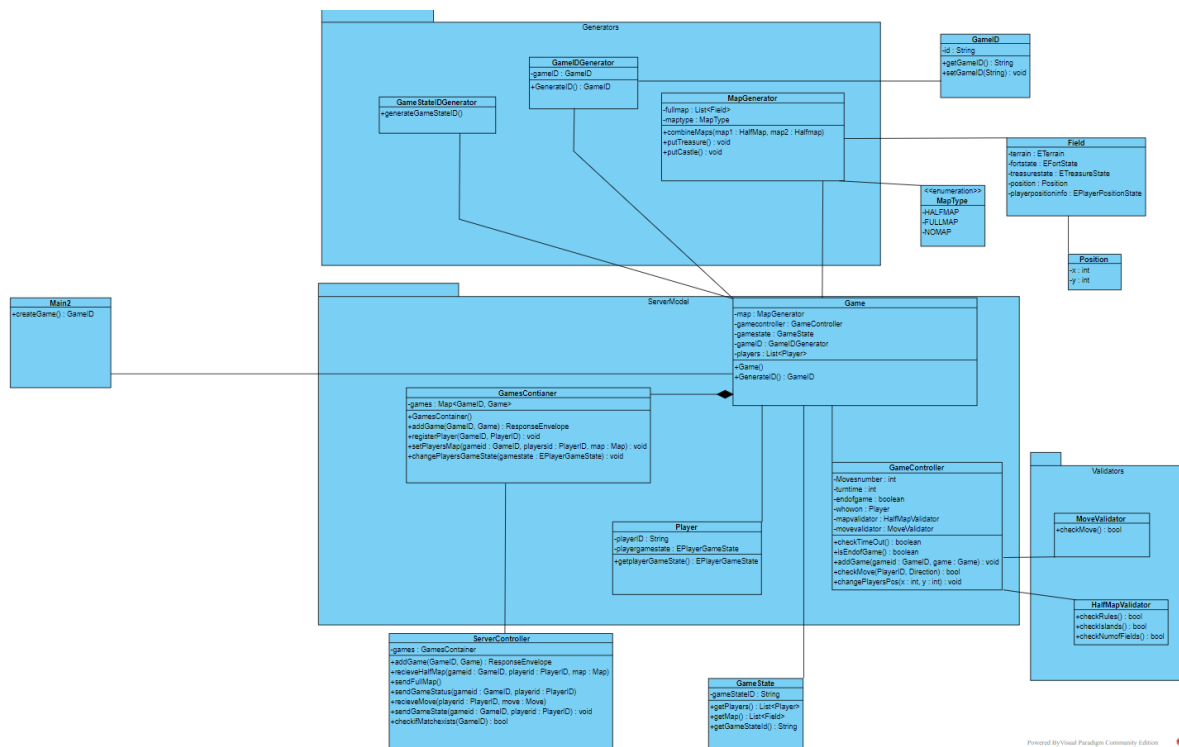 Generators
GameIDGenerator
-gameID : GameID
+GenerateID() : GameID
GameStateIDGenerator
+generateGameStateID()
MapGenerator
-fullmap : List<Field>
-maptype : MapType
+combineMaps(map1 : HalfMap, map2 : Halfmap)
+putTreasure() : void
+putCastle() : void
GameID
-id : String
+getGameID() : String
+setGameID(String) : void
Field
-terrain : ETerrain
-fortstate : EFortState
-treasurestate : ETreasureState
-position : Position
-playerpositioninfo : EPlayerPositionState
<<enumeration>>
MapType
-HALFMAP
-FULLMAP
-NOMAP
Position
-x : int
-y : int
Main2
+createGame() : GameID
ServerModel
Game
-map : MapGenerator
-gamecontroller : GameController
-gamestate : GameState
-gameID : GameIDGenerator
-players : List<Player>
+Game()
+GenerateID() : GameID
GamesContianer
-games : Map<GameID, Game>
+GamesContainer()
+addGame(GameID, Game) : ResponseEnvelope
+registerPlayer(GameID, PlayerID) : void
+setPlayersMap(gameid : GameID, playersid : PlayerID, map : Map) : void
+changePlayersGameState(gamestate : EPlayerGameState) : void
GameController
-Movesnumber : int
-turntime : int
-endofgame : boolean
-whowon : Player
-mapvalidator : HalfMapValidator
-movevalidator : MoveValidator
+checkTimeOut() : boolean
+isEndofGame() : boolean
+addGame(gameid : GameID, game : Game) : void
+checkMove(PlayerID, Direction) : bool
+changePlayersPos(x : int, y : int) : void
Player
-playerID : String
-playergamestate : EPlayerGameState
+getplayerGameState() : EPlayerGameState
Validators
MoveValidator
+checkMove() : bool
HalfMapValidator
+checkRules() : bool
+checkIslands() : bool
+checkNumofFields() : bool
ServerController
-games : GamesContainer
+addGame(GameID, Game) : ResponseEnvelope
+recieveHalfMap(gameid : GameID, playerid : PlayerID, map : Map)
+sendFullMap()
+sendGameStatus(gameid : GameID, playerid : PlayerID)
+recieveMove(playerid : PlayerID, move : Move)
+sendGameState(gameid : GameID, playerid : PlayerID) : void
+checkifMatchexists(GameID) : bool
GameState
-gameStateID : String
+getPlayers() : List<Player>
+getMap() : List<Field>
+getGameStateId() : String
Powered ByVisual Paradigm Community Edition